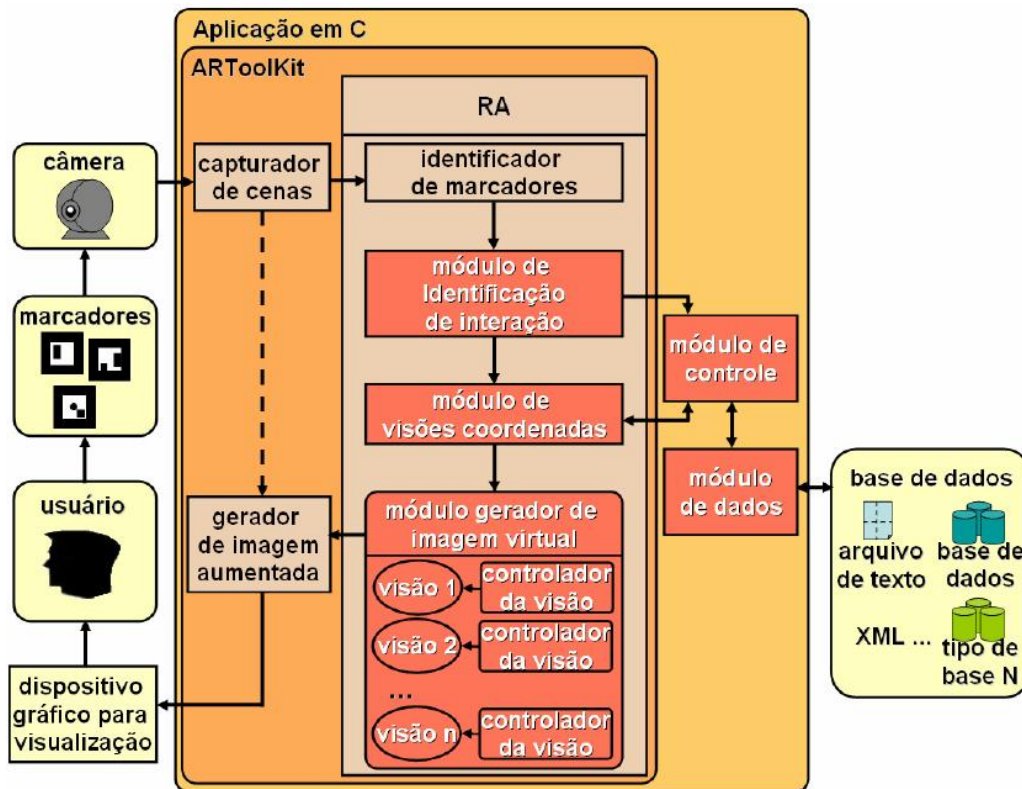 Aplicação em C
ARToolKit
RA
câmera
capturador
de cenas
identificador
de marcadores
marcadores
módulo de
Identificação
de interação
módulo de
controle
módulo de
visões coordenadas
módulo
de dados
base de dados
arquivo
de texto
base de
dados
XML ...
tipo de
base N
usuário
gerador
de imagem
aumentada
módulo gerador de
imagem virtual
visão 1
controlador
da visão
visão 2
controlador
da visão
...
visão n
controlador
da visão
dispositivo
gráfico para
visualização